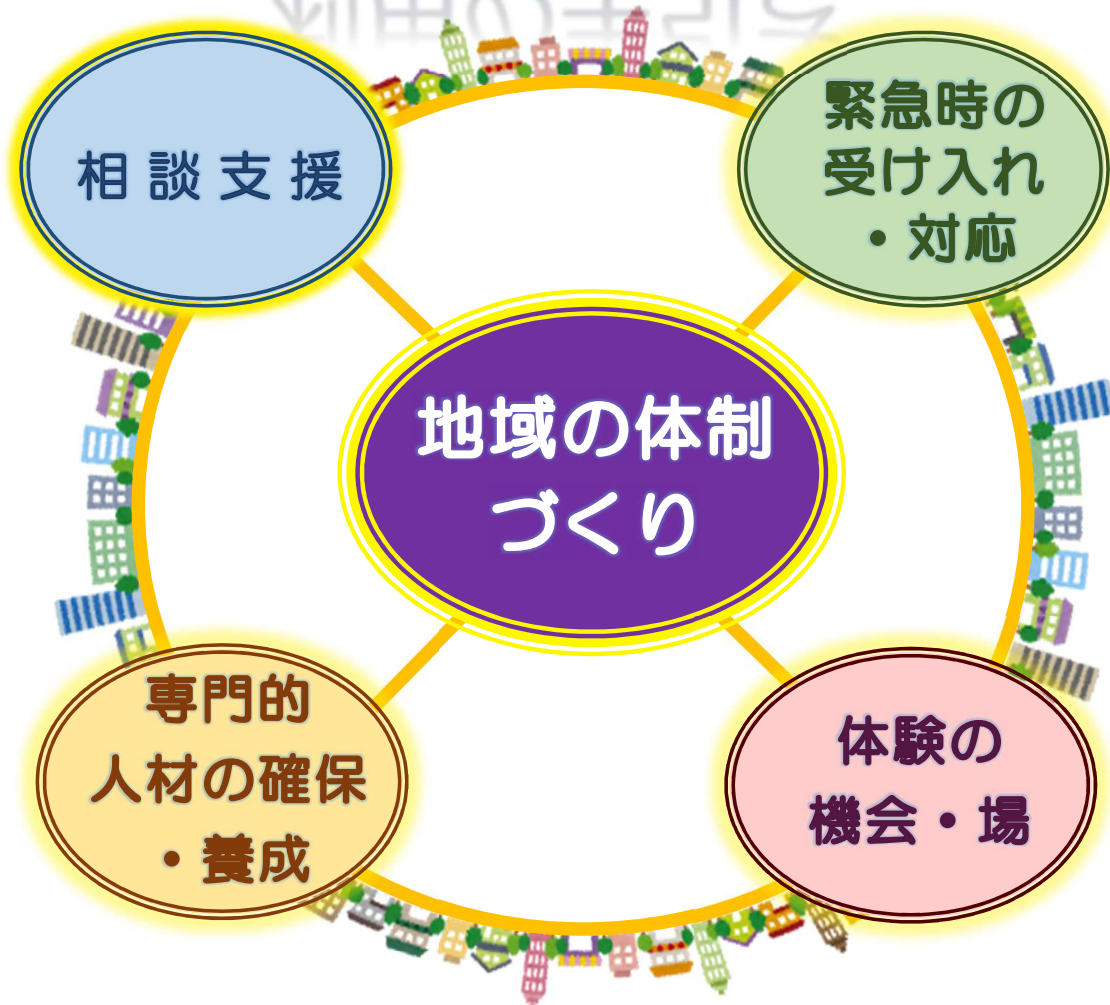 相談支援
緊急時の
受け入れ
・対応
地域の体制
づくり
専門的
人材の確保
・養成
体験の
機会・場